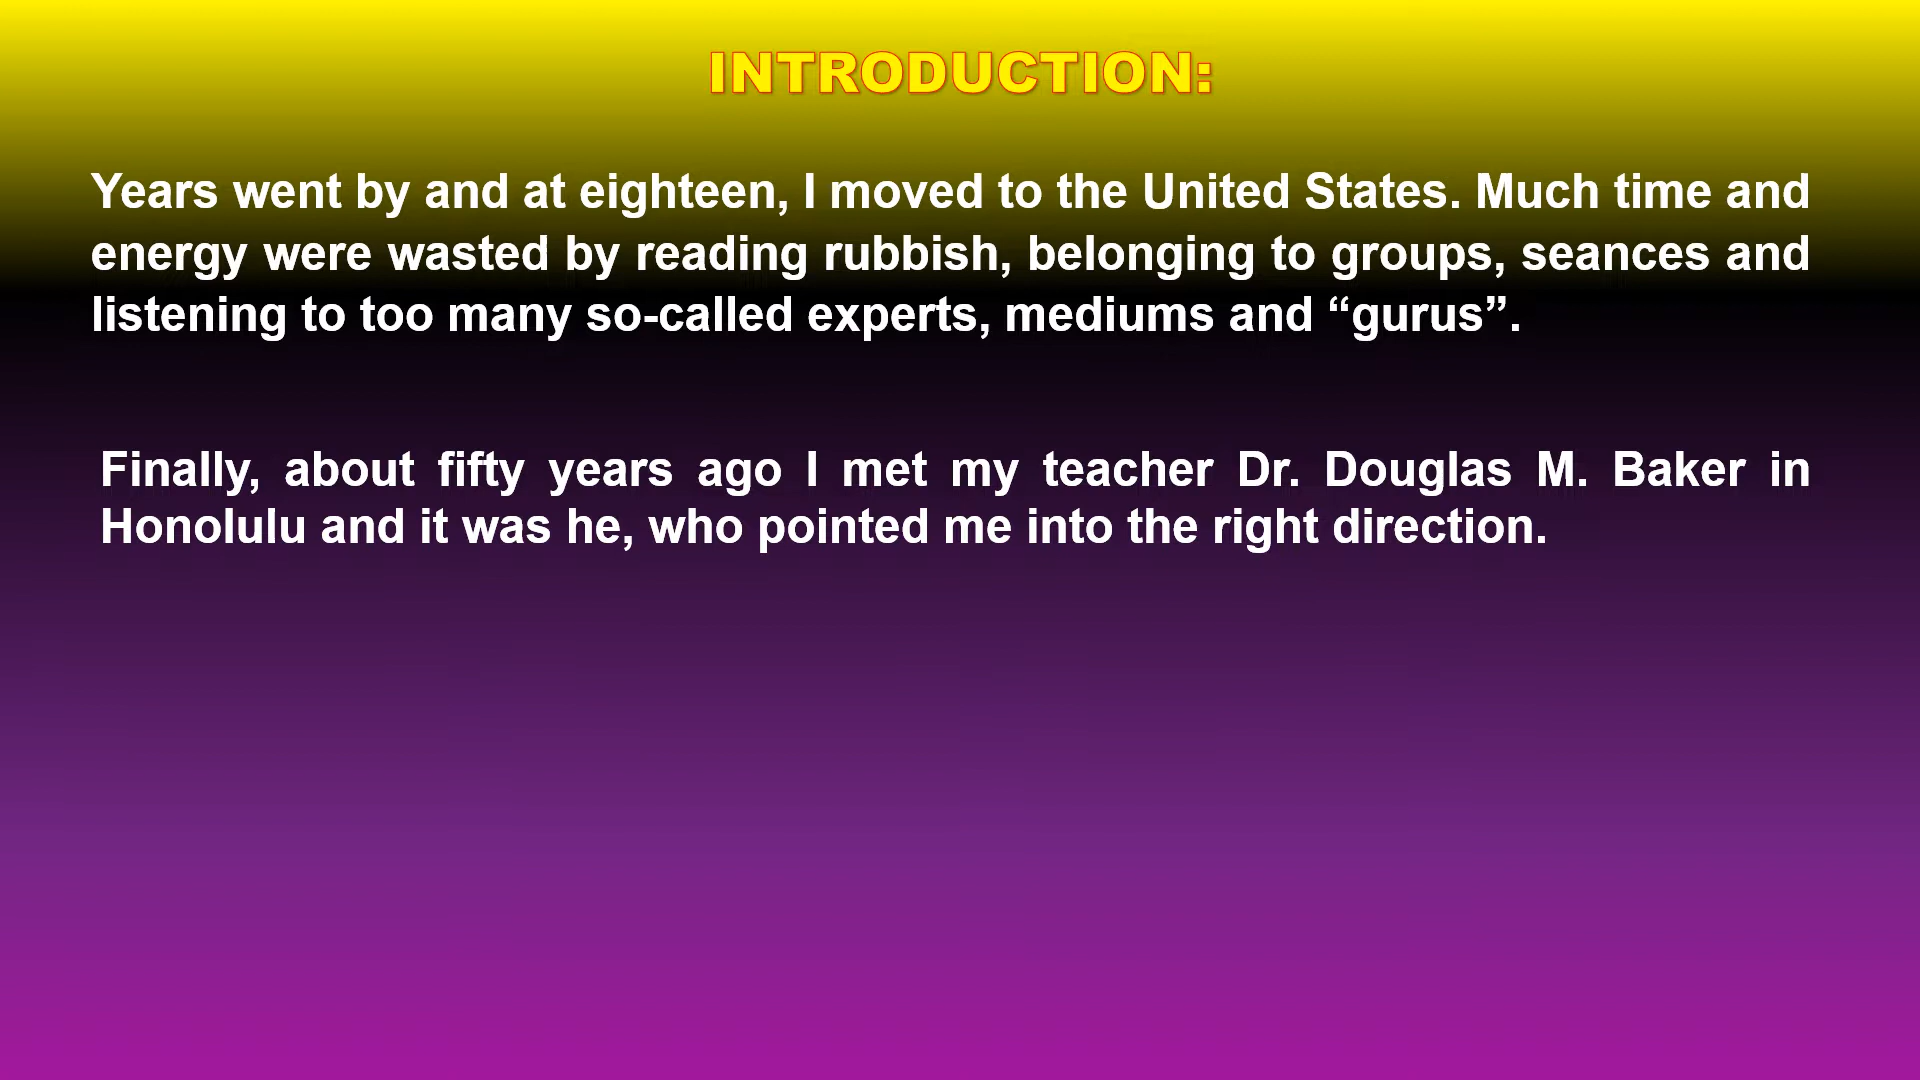 INTRODUCTION:
Years went by and at eighteen, I moved to the United States. Much time and
energy were wasted by reading rubbish, belonging to groups, seances and
listening to too many so-called experts, mediums and “gurus”.
Finally, about fifty years ago I met my teacher Dr. Douglas M. Baker in
Honolulu and it was he, who pointed me into the right direction.